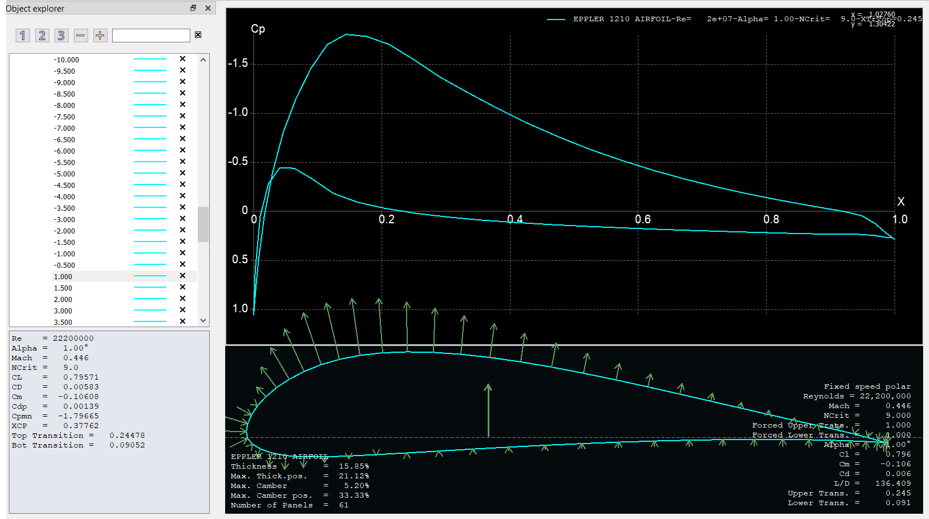 Object explorer
1 2 3 − +
-10.000
-9.500
-9.000
-8.500
-8.000
-7.500
-7.000
-6.500
-6.000
-5.500
-5.000
-4.500
-4.000
-3.500
-3.000
-2.000
-1.500
-1.000
-0.500
1.000
1.500
2.000
3.000
3.500
Re = 22200000
Alpha = 1.00°
Mach = 0.446
NCrit = 9.0
CL = 0.79571
CD = 0.00583
Cm = -0.10608
Cdp = 0.00139
Cpmn = -1.79665
XCP = 0.37762
Top Transition = 0.24478
Bot Transition = 0.09052
x = 1.02760
EPPLER 1210 AIRFOIL-Re= 2e+07-Alpha= 1.00-NCrit= 9.0-XTrTop=0.245
y = 1.30422
Cp
-1.5
-1.0
-0.5
0
0.5
1.0
X
0 0.2 0.4 0.6 0.8 1.0
EPPLER 1210 AIRFOIL
Thickness = 15.85%
Max. Thick.pos. = 21.12%
Max. Camber = 5.20%
Max. Camber pos. = 33.33%
Number of Panels = 61
Fixed speed polar
Reynolds = 22,200,000
Mach = 0.446
NCrit = 9.000
Forced Upper Trans. = 1.000
Forced Lower Trans. = 1.000
Alpha = 1.00°
Cl = 0.796
Cm = -0.106
Cd = 0.006
L/D = 136.409
Upper Trans. = 0.245
Lower Trans. = 0.091